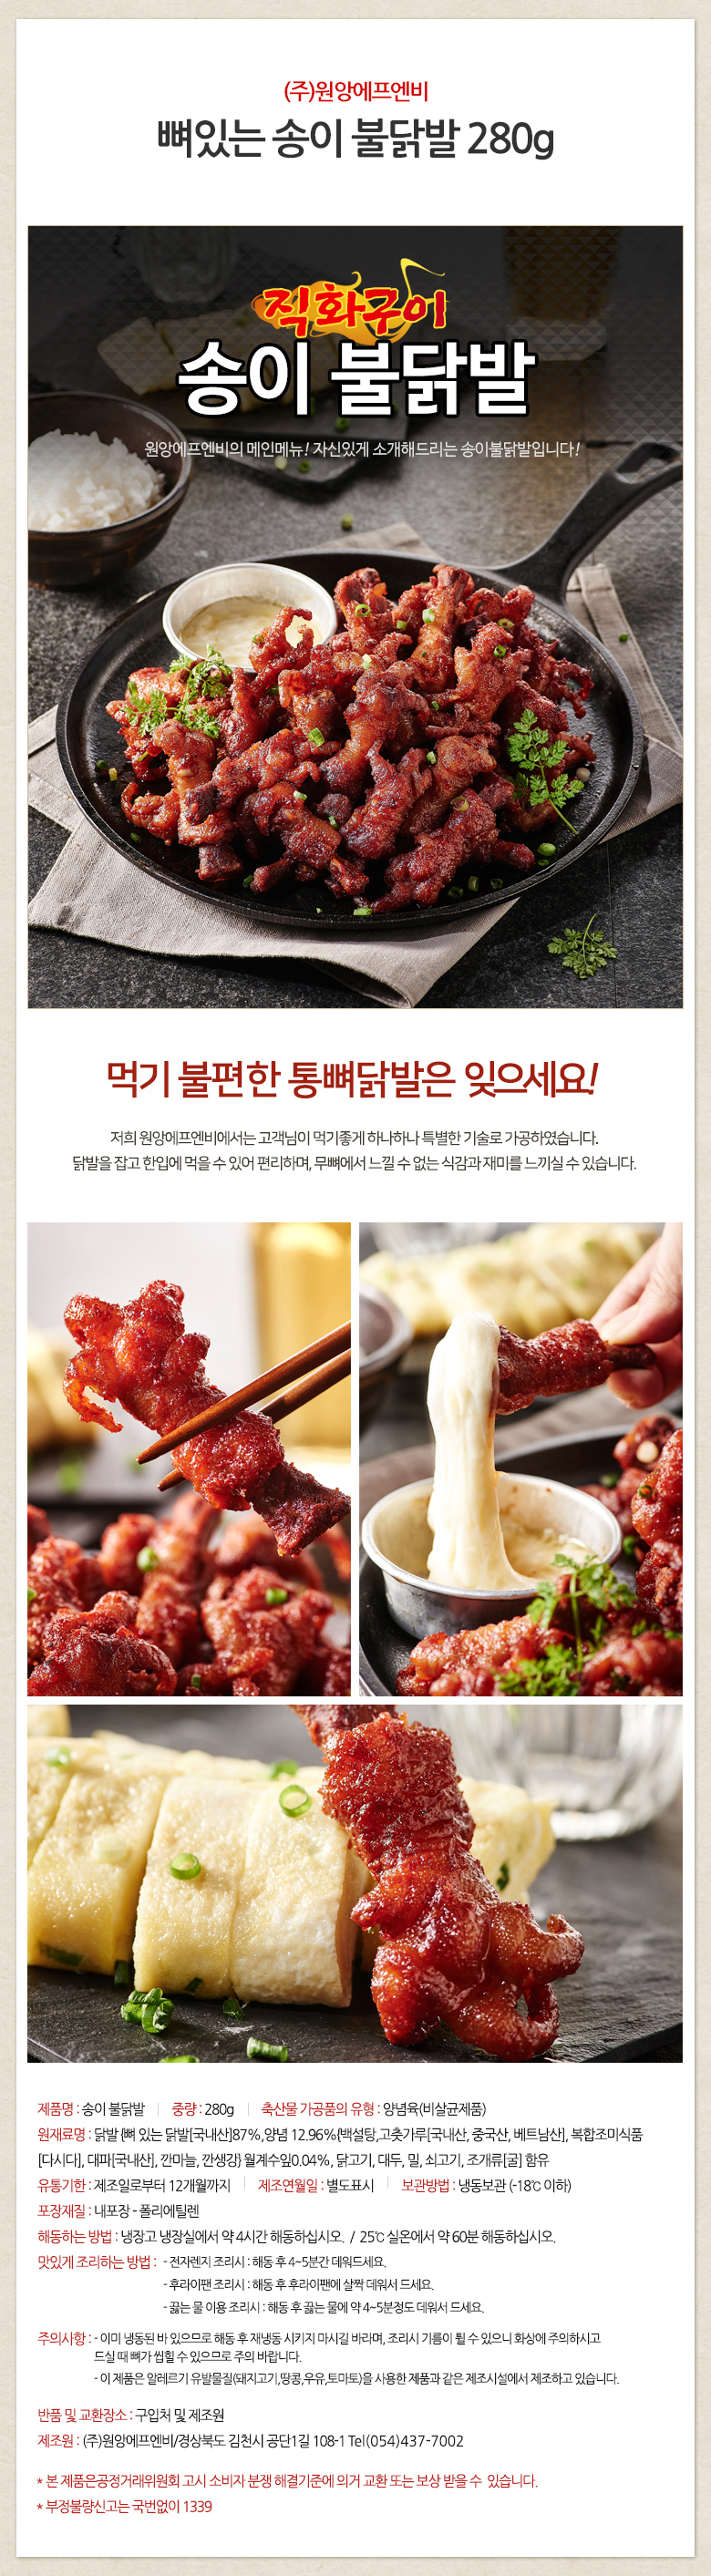 (주)원앙에프엔비
뼈있는 송이 불닭발 280g
직화구이
송이 불닭발
원앙에프엔비의 메인메뉴! 자신있게 소개해드리는 송이불닭발입니다!
먹기 불편한 통뼈닭발은 잊으세요!
저희 원앙에프엔비에서는 고객님이 먹기좋게 하나하나 특별한 기술로 가공하였습니다.
닭발을 잡고 한입에 먹을 수 있어 편리하며, 무뼈에서 느낄 수 없는 식감과 재미를 느끼실 수 있습니다.
제품명 : 송이 불닭발 | 중량 : 280g | 축산물 가공품의 유형 : 양념육(비살균제품)
원재료명 : 닭발 {뼈 있는 닭발[국내산]87%,양념 12.96%{백설탕,고춧가루[국내산, 중국산, 베트남산], 복합조미식품
[다시다], 대파[국내산], 깐마늘, 깐생강} 월계수잎0.04%, 닭고기, 대두, 밀, 쇠고기, 조개류[굴] 함유
유통기한 : 제조일로부터 12개월까지 | 제조연월일 : 별도표시 | 보관방법 : 냉동보관 (-18℃ 이하)
포장재질 : 내포장 - 폴리에틸렌
해동하는 방법 : 냉장고 냉장실에서 약 4시간 해동하십시오. / 25℃ 실온에서 약 60분 해동하십시오.
맛있게 조리하는 방법 : - 전자렌지 조리시 : 해동 후 4~5분간 데워드세요.
- 후라이팬 조리시 : 해동 후 후라이팬에 살짝 데워서 드세요.
- 끓는 물 이용 조리시 : 해동 후 끓는 물에 약 4~5분정도 데워서 드세요.
주의사항 : - 이미 냉동된 바 있으므로 해동 후 재냉동 시키지 마시길 바라며, 조리시 기름이 튈 수 있으니 화상에 주의하시고
드실 때 뼈가 씹힐 수 있으므로 주의 바랍니다.
- 이 제품은 알레르기 유발물질(돼지고기,땅콩,우유,토마토)을 사용한 제품과 같은 제조시설에서 제조하고 있습니다.
반품 및 교환장소 : 구입처 및 제조원
제조원 : (주)원앙에프엔비/경상북도 김천시 공단1길 108-1 Tel(054)437-7002
* 본 제품은공정거래위원회 고시 소비자 분쟁 해결기준에 의거 교환 또는 보상 받을 수 있습니다.
* 부정불량신고는 국번없이 1339